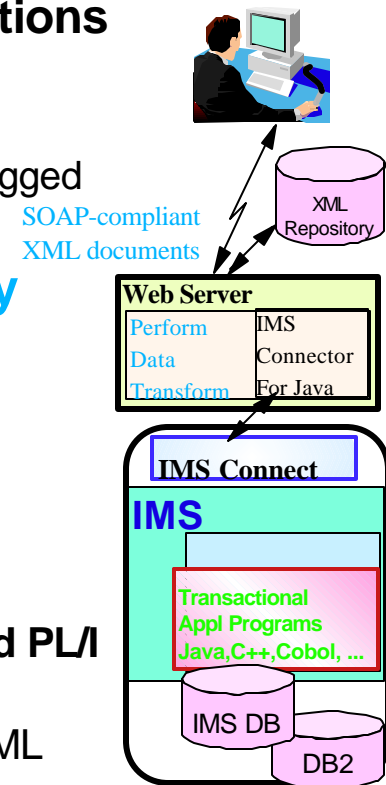 tions
gged
SOAP-compliant
XML documents
XML
Repository
y
Web Server
Perform
Data
Transform
IMS
Connector
For Java
IMS Connect
IMS
Transactional
Appl Programs
Java,C++,Cobol, ...
d PL/I
IMS DB
ML
DB2